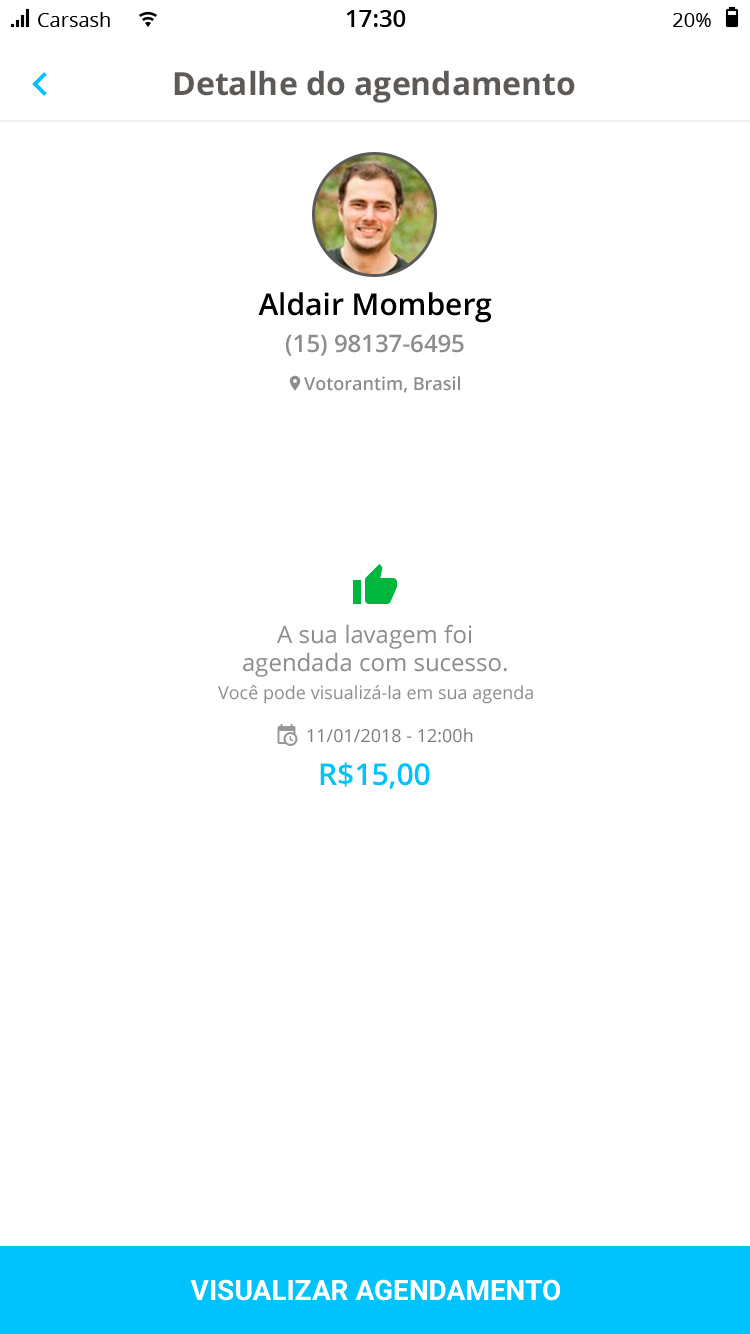 Carsash 17:30 20%
Detalhe do agendamento
Aldair Momberg
(15) 98137-6495
Votorantim, Brasil
A sua lavagem foi
agendada com sucesso.
Você pode visualizá-la em sua agenda
11/01/2018 - 12:00h
R$15,00
VISUALIZAR AGENDAMENTO